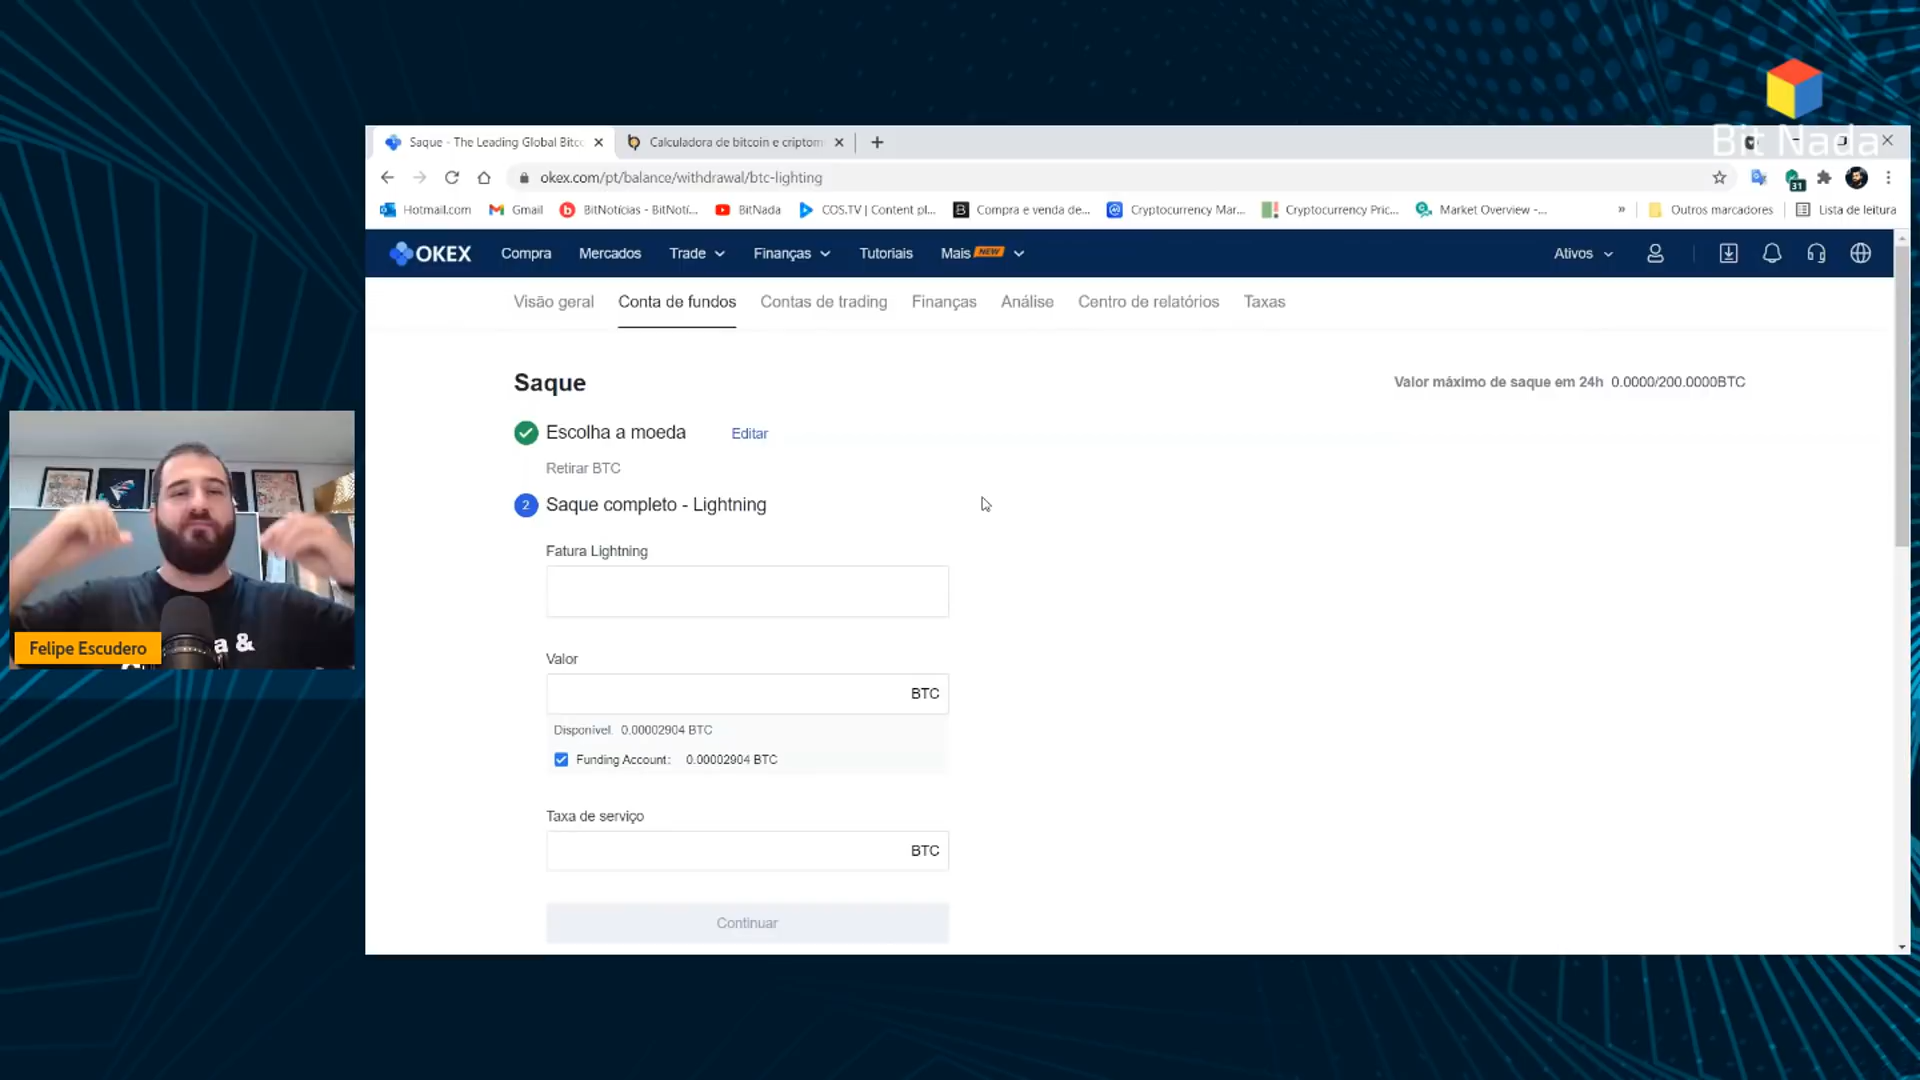 Bit Nada
Saque - The Leading Global Bitc
Calculadora de bitcoin e criptom
okex.com/pt/balance/withdrawal/btc-lighting
31
Hotmail.com
Gmail
BitNotícias - BitNotí...
BitNada
COS.TV | Content pl...
Compra e venda de...
Cryptocurrency Mar...
Cryptocurrency Pric...
Market Overview -...
»
Outros marcadores
Lista de leitura
OKEX
Compra
Mercados
Trade
Finanças
Tutoriais
Mais NEW
Ativos
Visão geral
Conta de fundos
Contas de trading
Finanças
Análise
Centro de relatórios
Taxas
Saque
Valor máximo de saque em 24h 0.0000/200.0000BTC
Escolha a moeda
Editar
Retirar BTC
2 Saque completo - Lightning
Fatura Lightning
Valor
BTC
Disponível. 0.00002904 BTC
Funding Account: 0.00002904 BTC
Taxa de serviço
BTC
Continuar
a &
Felipe Escudero